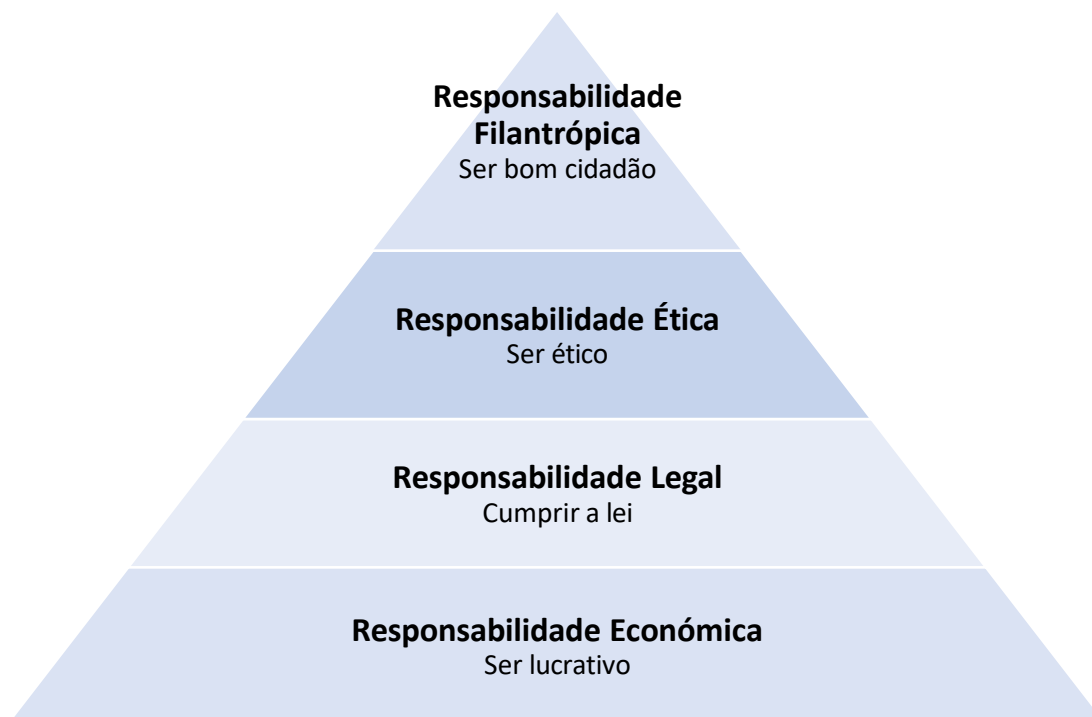 Responsabilidade
Filantrópica
Ser bom cidadão
Responsabilidade Ética
Ser ético
Responsabilidade Legal
Cumprir a lei
Responsabilidade Económica
Ser lucrativo